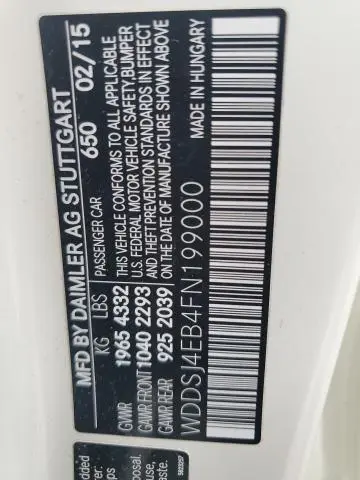 MFD BY DAIMLER AG STUTTGART
650 02/15
KG LBS PASSENGER CAR
GVWR 1965 4332 THIS VEHICLE CONFORMS TO ALL APPLICABLE
U.S. FEDERAL MOTOR VEHICLE SAFETY, BUMPER
GAWR FRONT 1040 2293 AND THEFT PREVENTION STANDARDS IN EFFECT
GAWR REAR 925 2039 ON THE DATE OF MANUFACTURE SHOWN ABOVE
WDDSJ4EB4FN199000 MADE IN HUNGARY